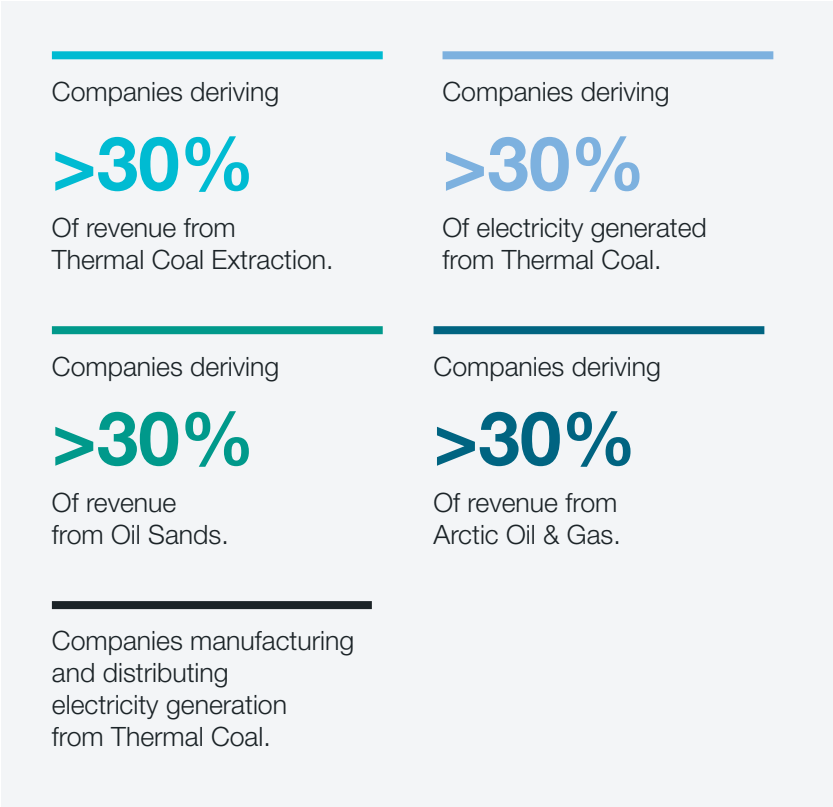 Companies deriving
>30%
Of revenue from
Thermal Coal Extraction.
Companies deriving
>30%
Of electricity generated
from Thermal Coal.
Companies deriving
>30%
Of revenue
from Oil Sands.
Companies deriving
>30%
Of revenue from
Arctic Oil & Gas.
Companies manufacturing
and distributing
electricity generation
from Thermal Coal.